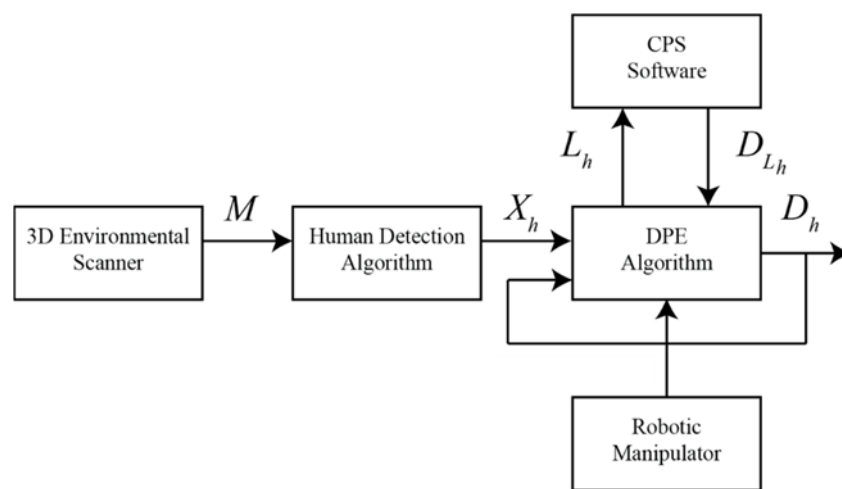 CPS
Software
L_h
D_{L_h}
M
X_h
D_h
3D Environmental
Scanner
Human Detection
Algorithm
DPE
Algorithm
Robotic
Manipulator